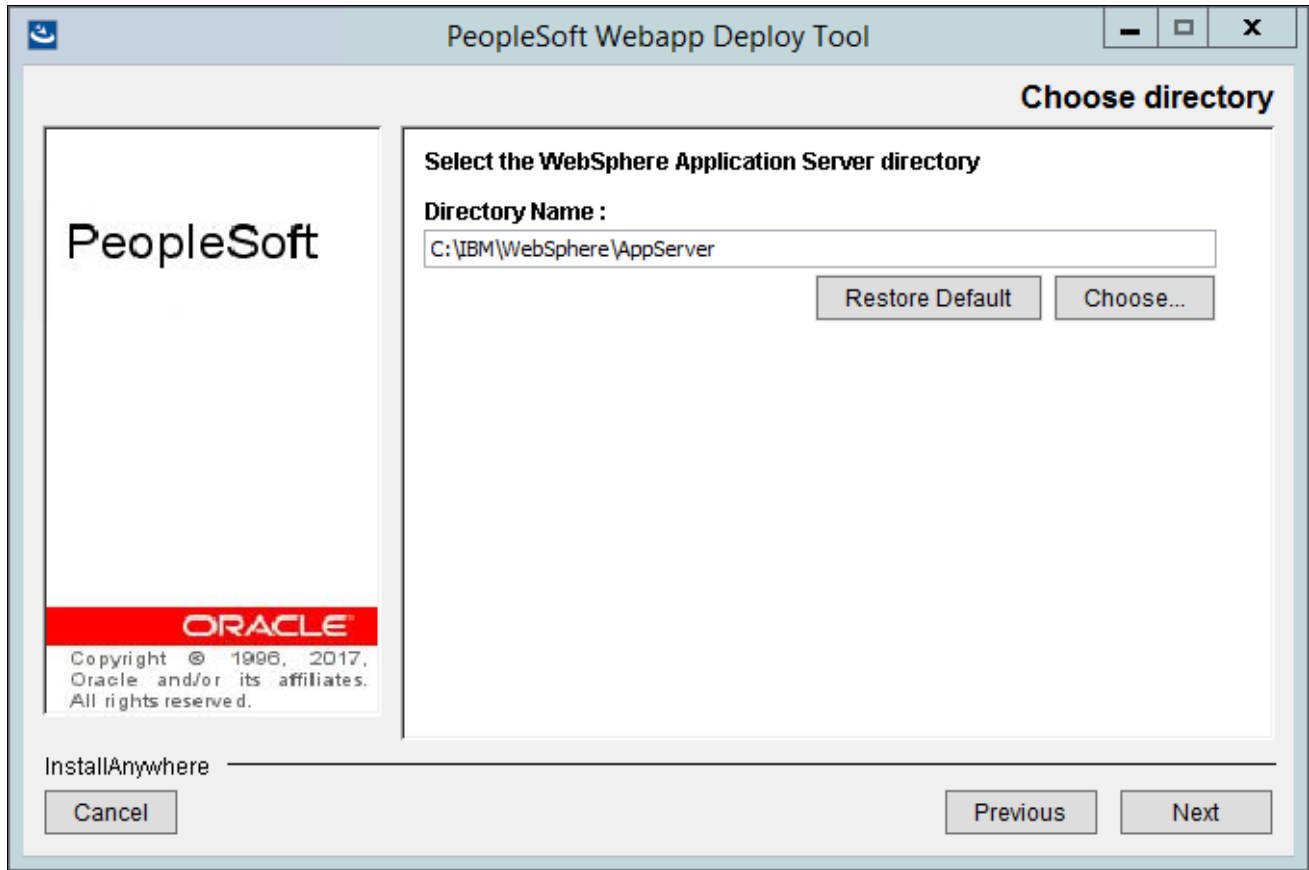 PeopleSoft Webapp Deploy Tool
Choose directory
PeopleSoft
ORACLE
Copyright © 1996, 2017,
Oracle and/or its affiliates.
All rights reserved.
Select the WebSphere Application Server directory
Directory Name :
C:\IBM\WebSphere\AppServer
Restore Default Choose...
InstallAnywhere
Cancel Previous Next